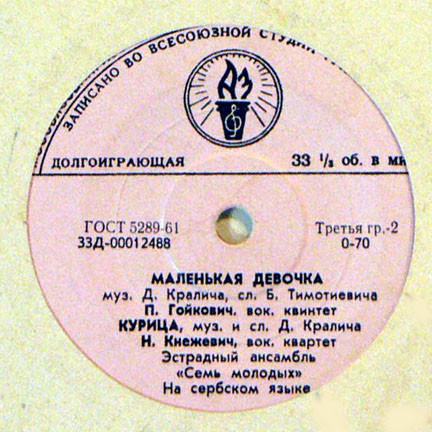 ЗАПИСАНО ВО ВСЕСОЮЗНОЙ СТУДИИ
ДЗ
ДОЛГОИГРАЮЩАЯ
33 1/3 об. в ми
ГОСТ 5289-61
Третья гр.-2
33Д-00012488
0-70
МАЛЕНЬКАЯ ДЕВОЧКА
муз. Д. Кралича, сл. Б. Тимотиевича
П. Гойкович, вок. квинтет
КУРИЦА, муз. и сл. Д. Кралича
Н. Кнежевич, вок. квартет
Эстрадный ансамбль
«Семь молодых»
На сербском языке